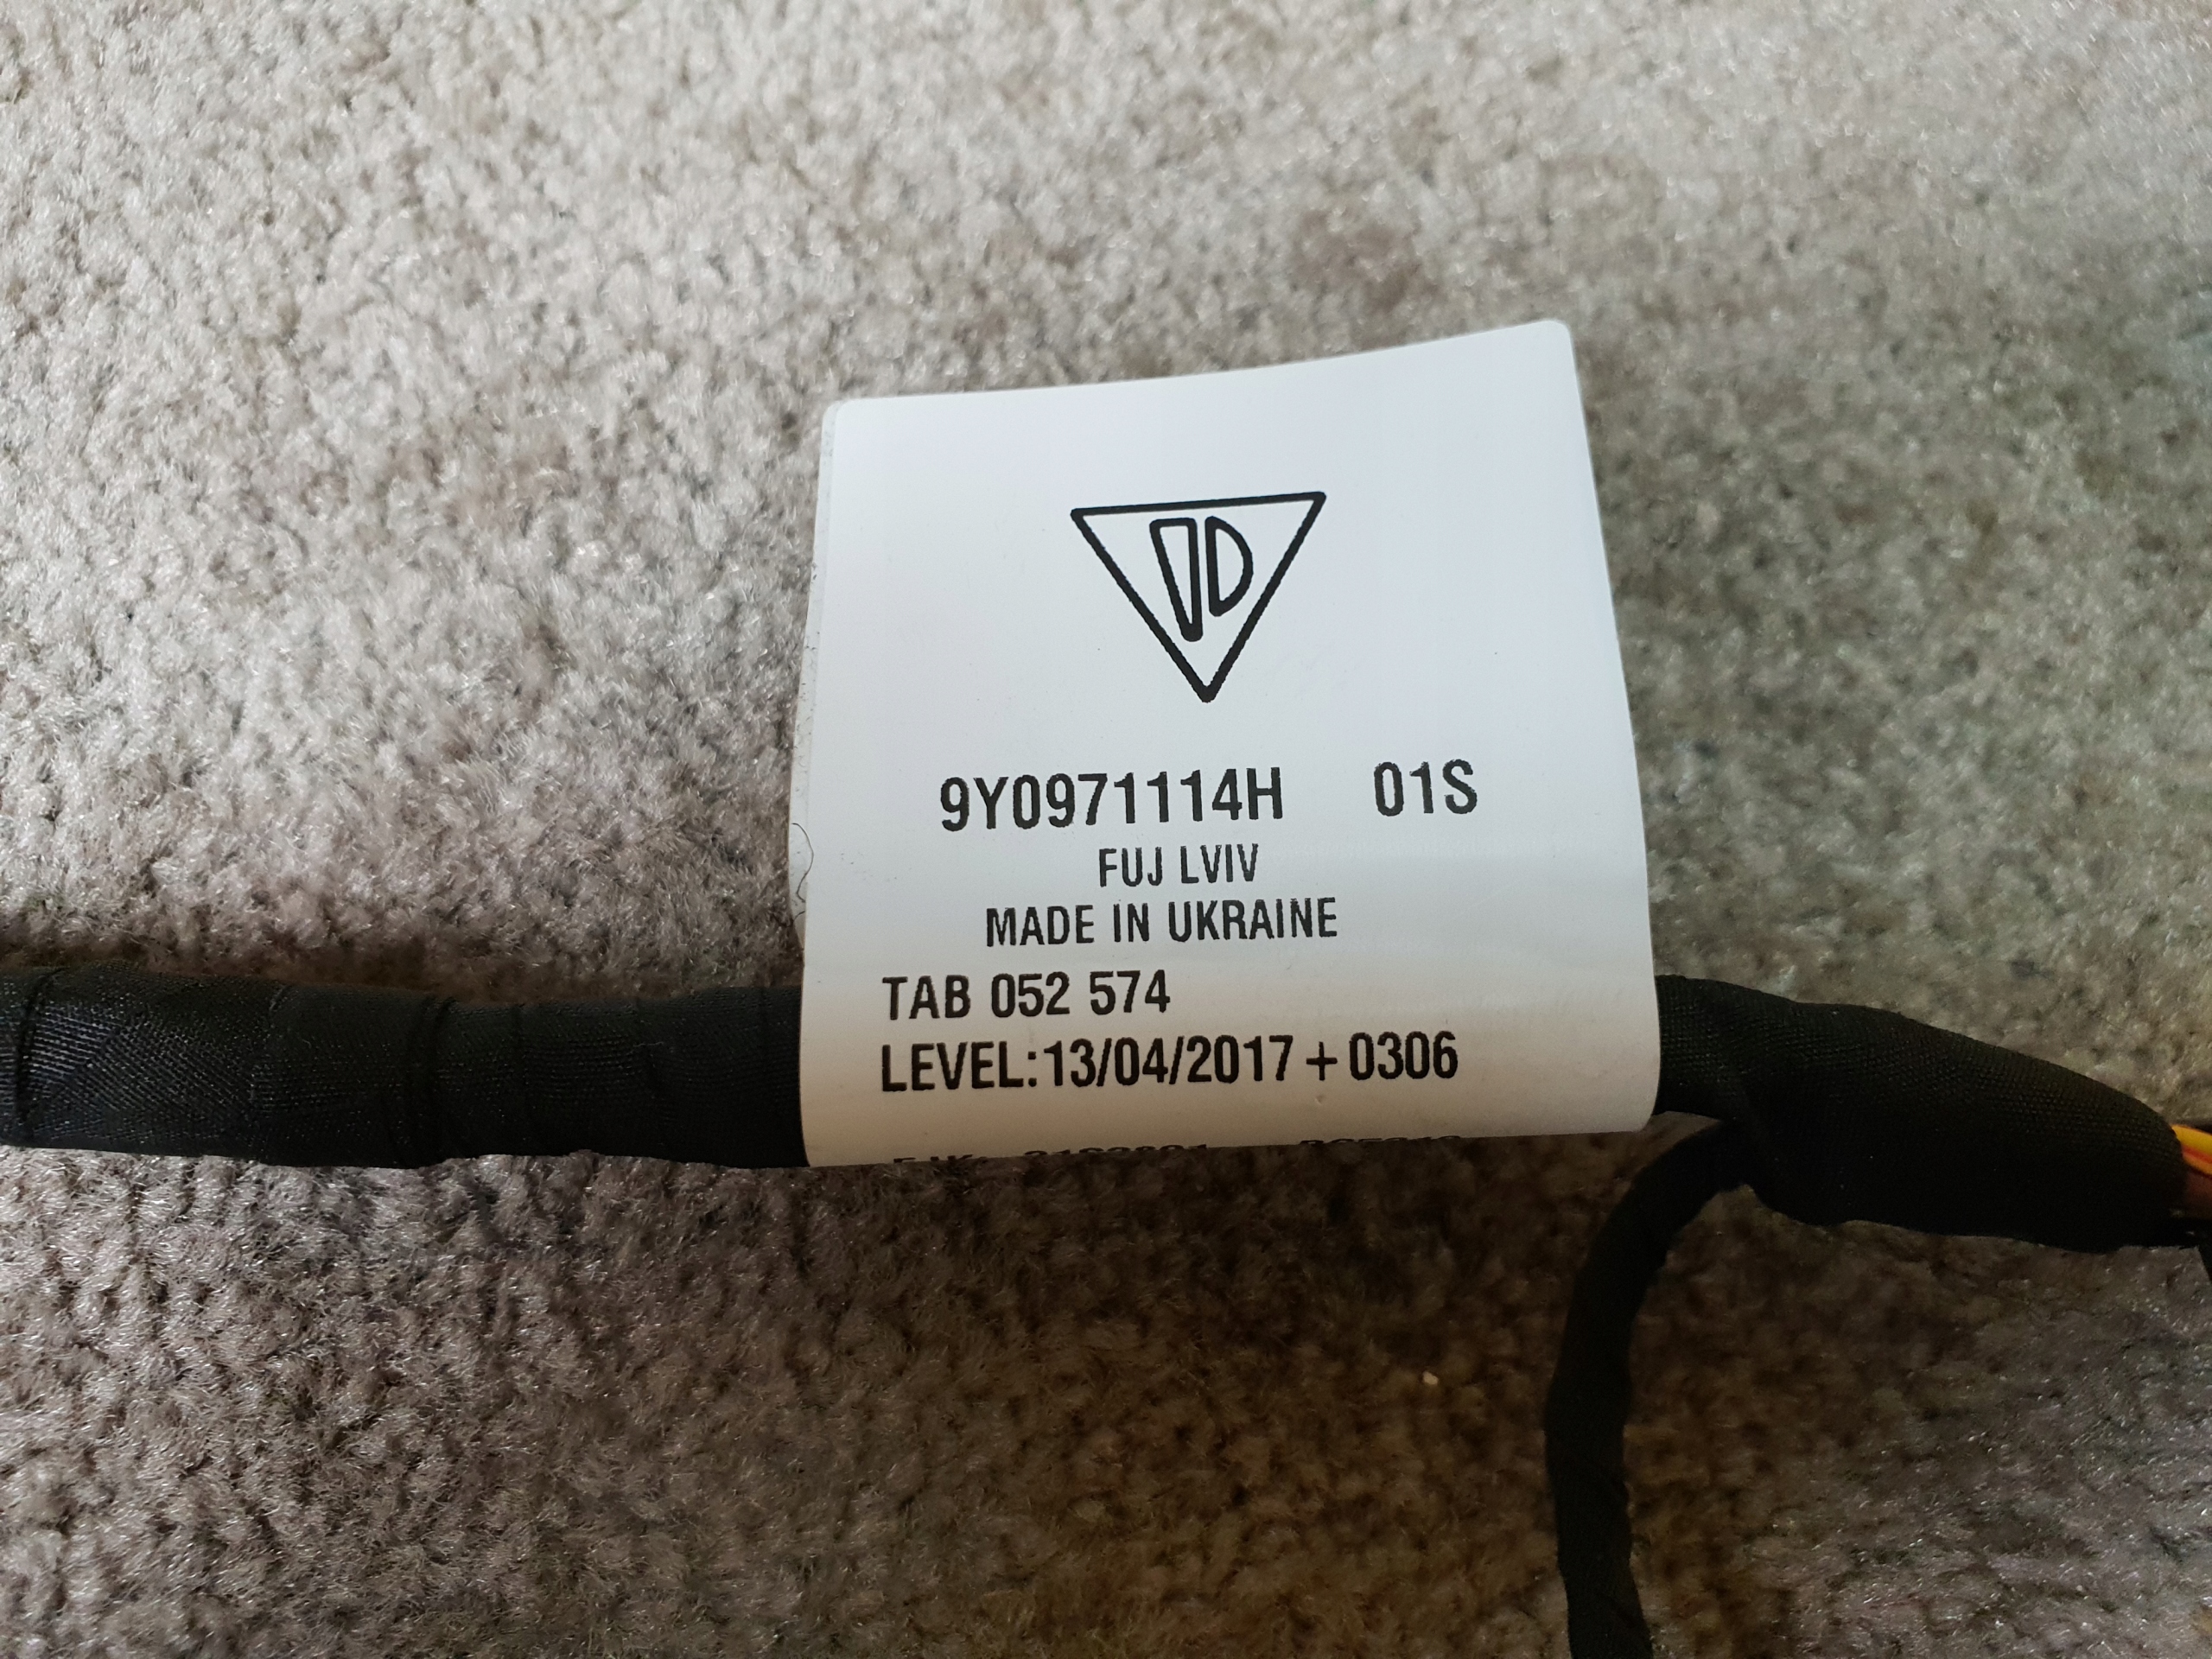 9Y0971114H 01S
FUJ LVIV
MADE IN UKRAINE
TAB 052 574
LEVEL:13/04/2017+0306